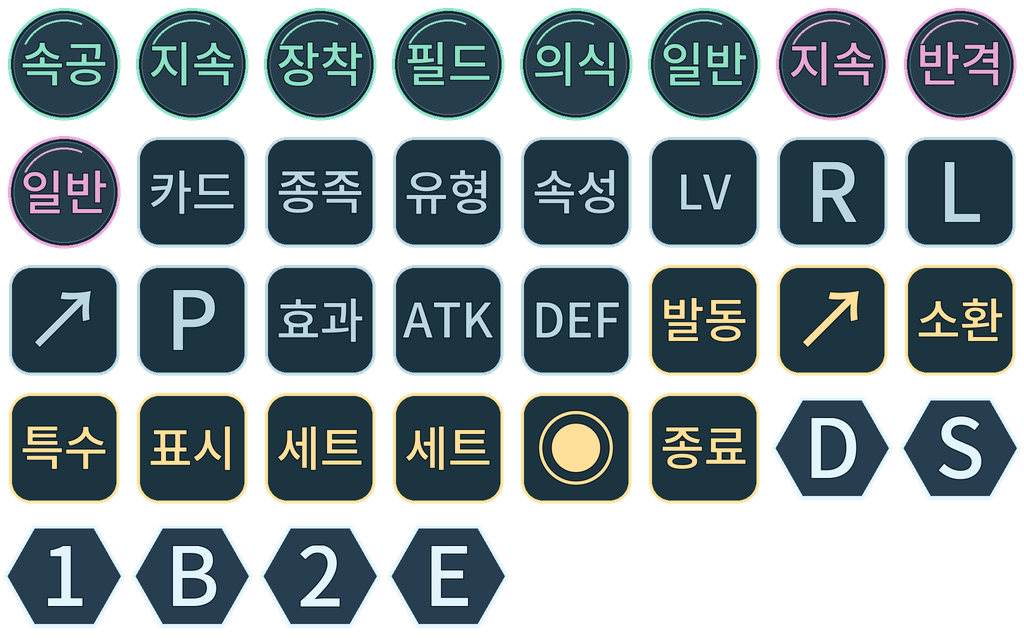 속공 지속 장착 필드 의식 일반 지속 반격
일반 카드 종족 유형 속성 LV R L
↗ P 효과 ATK DEF 발동 ↗ 소환
특수 표시 세트 세트 종료 D S
1 B 2 E